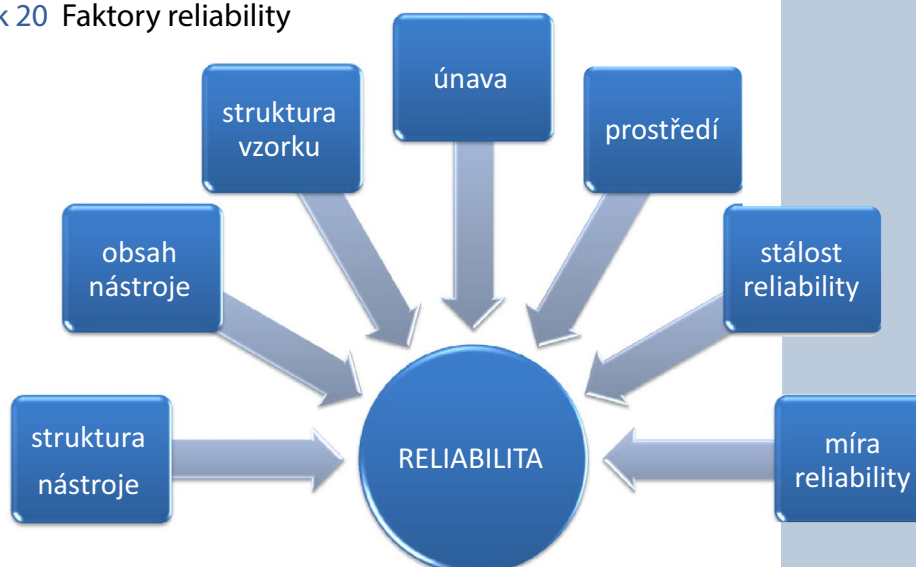 k 20 Faktory reliability
únava
struktura
vzorku
prostředí
obsah
nástroje
stálost
reliability
struktura
nástroje
RELIABILITA
míra
reliability